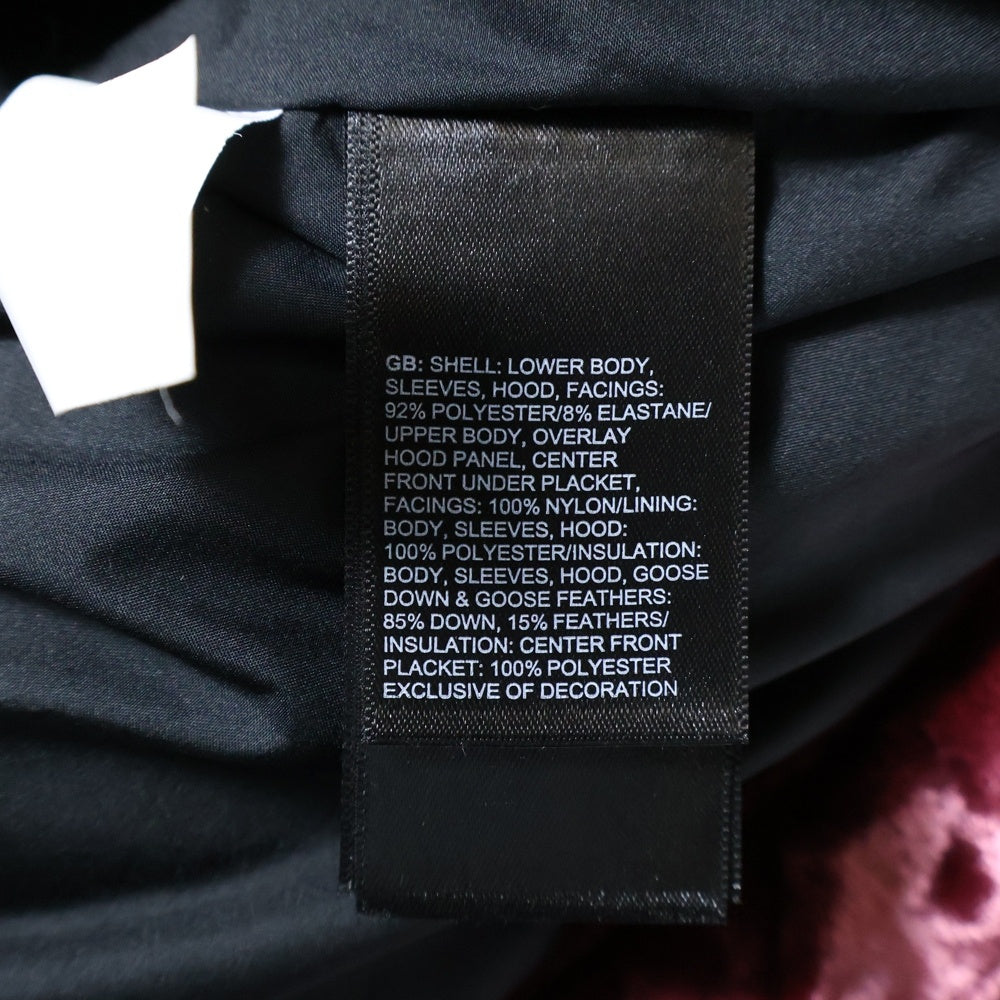 GB: SHELL: LOWER BODY,
SLEEVES, HOOD, FACINGS:
92% POLYESTER/8% ELASTANE/
UPPER BODY, OVERLAY
HOOD PANEL, CENTER
FRONT UNDER PLACKET,
FACINGS: 100% NYLON/LINING:
BODY, SLEEVES, HOOD:
100% POLYESTER/INSULATION:
BODY, SLEEVES, HOOD, GOOSE
DOWN & GOOSE FEATHERS:
85% DOWN, 15% FEATHERS/
INSULATION: CENTER FRONT
PLACKET: 100% POLYESTER
EXCLUSIVE OF DECORATION